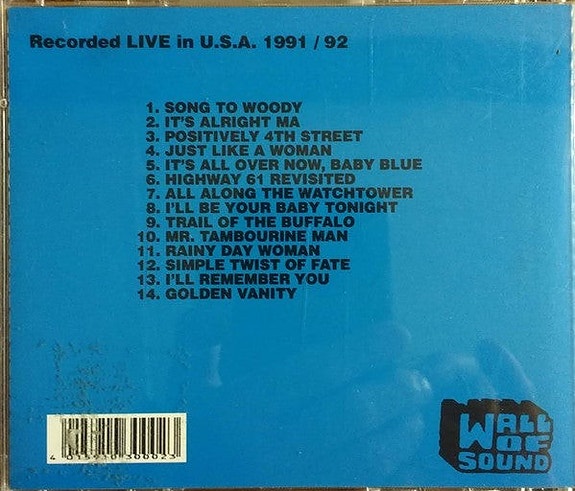 Recorded LIVE in U.S.A. 1991 / 92
1. SONG TO WOODY
2. IT'S ALRIGHT MA
3. POSITIVELY 4TH STREET
4. JUST LIKE A WOMAN
5. IT'S ALL OVER NOW, BABY BLUE
6. HIGHWAY 61 REVISITED
7. ALL ALONG THE WATCHTOWER
8. I'LL BE YOUR BABY TONIGHT
9. TRAIL OF THE BUFFALO
10. MR. TAMBOURINE MAN
11. RAINY DAY WOMAN
12. SIMPLE TWIST OF FATE
13. I'LL REMEMBER YOU
14. GOLDEN VANITY
WALL
OF
SOUND